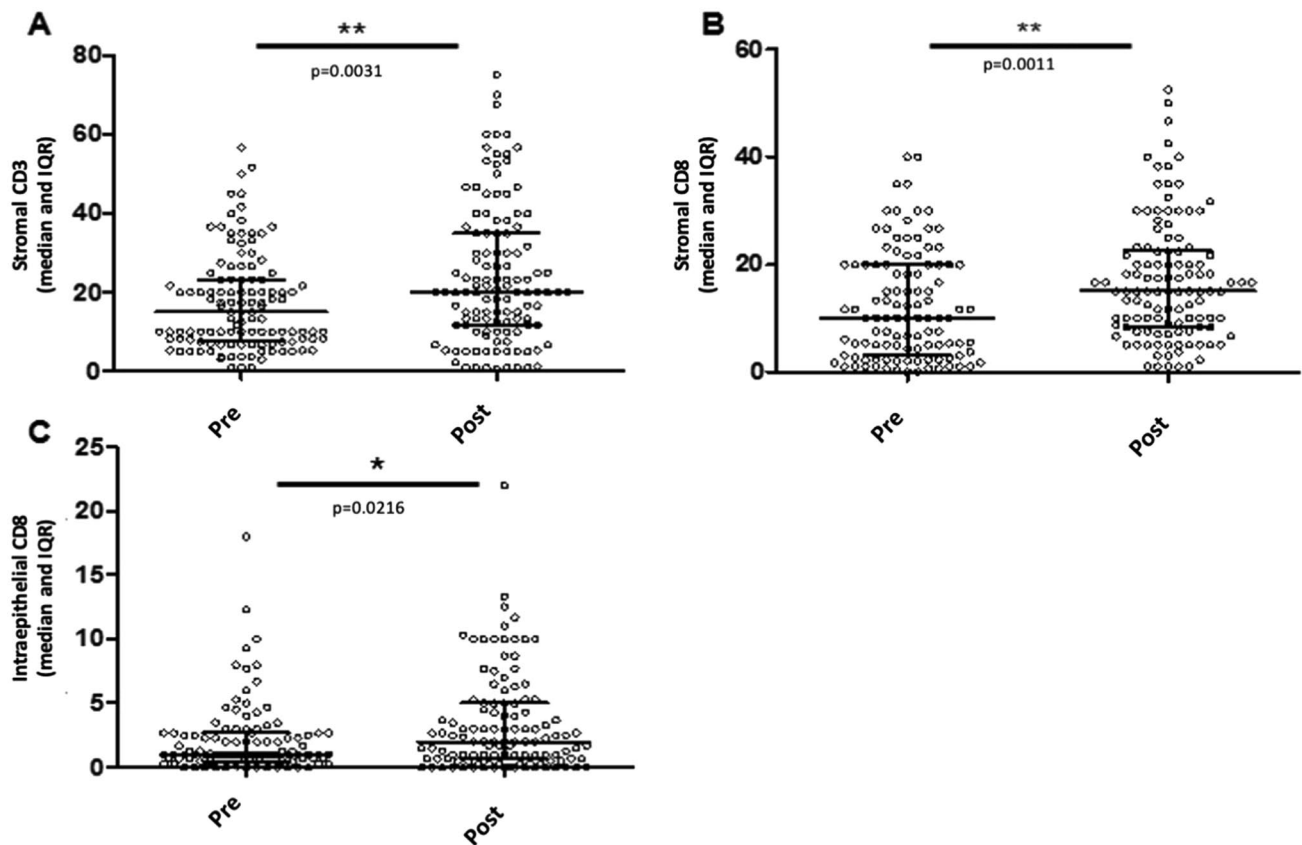 A
**
p=0.0031
80
60
40
20
0
Stromal CD3
(median and IQR)
Pre
Post
B
**
p=0.0011
60
40
20
0
Stromal CD8
(median and IQR)
Pre
Post
C
*
p=0.0216
25
20
15
10
5
0
Intraepithelial CD8
(median and IQR)
Pre
Post